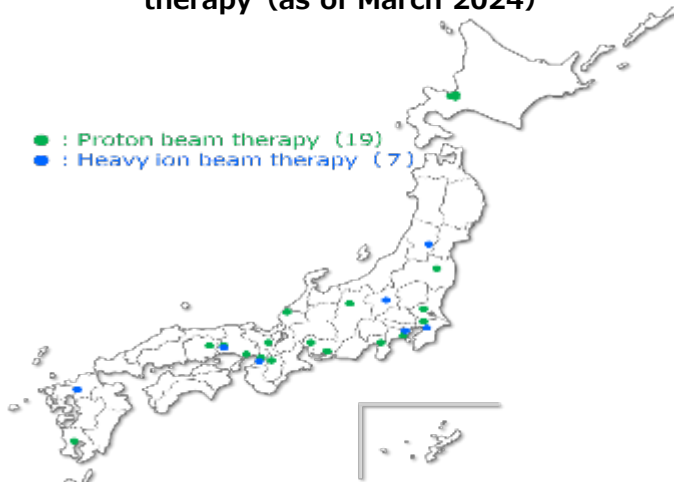 therapy (as of March 2024)
● : Proton beam therapy (19)
● : Heavy ion beam therapy ( 7 )